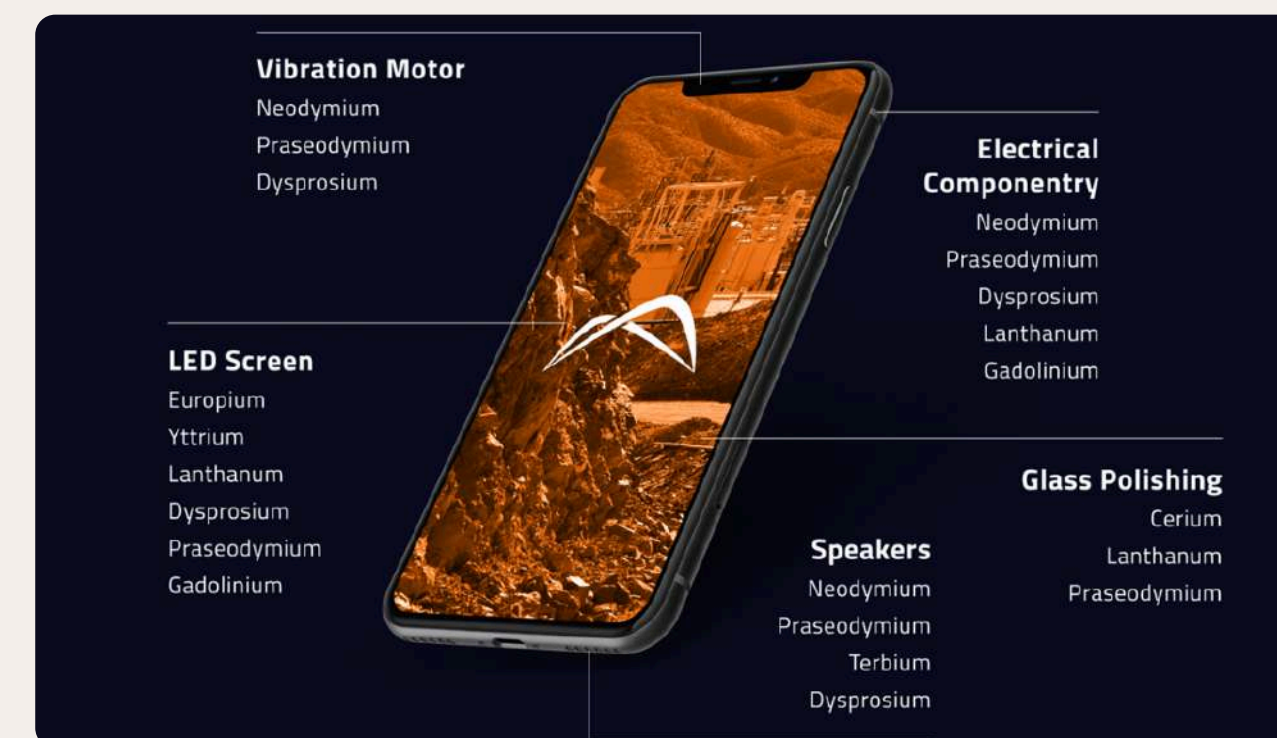 Vibration Motor
Neodymium
Praseodymium
Dysprosium
Electrical
Componentry
Neodymium
Praseodymium
Dysprosium
Lanthanum
Gadolinium
LED Screen
Europium
Yttrium
Lanthanum
Dysprosium
Praseodymium
Gadolinium
Glass Polishing
Cerium
Lanthanum
Praseodymium
Speakers
Neodymium
Praseodymium
Terbium
Dysprosium